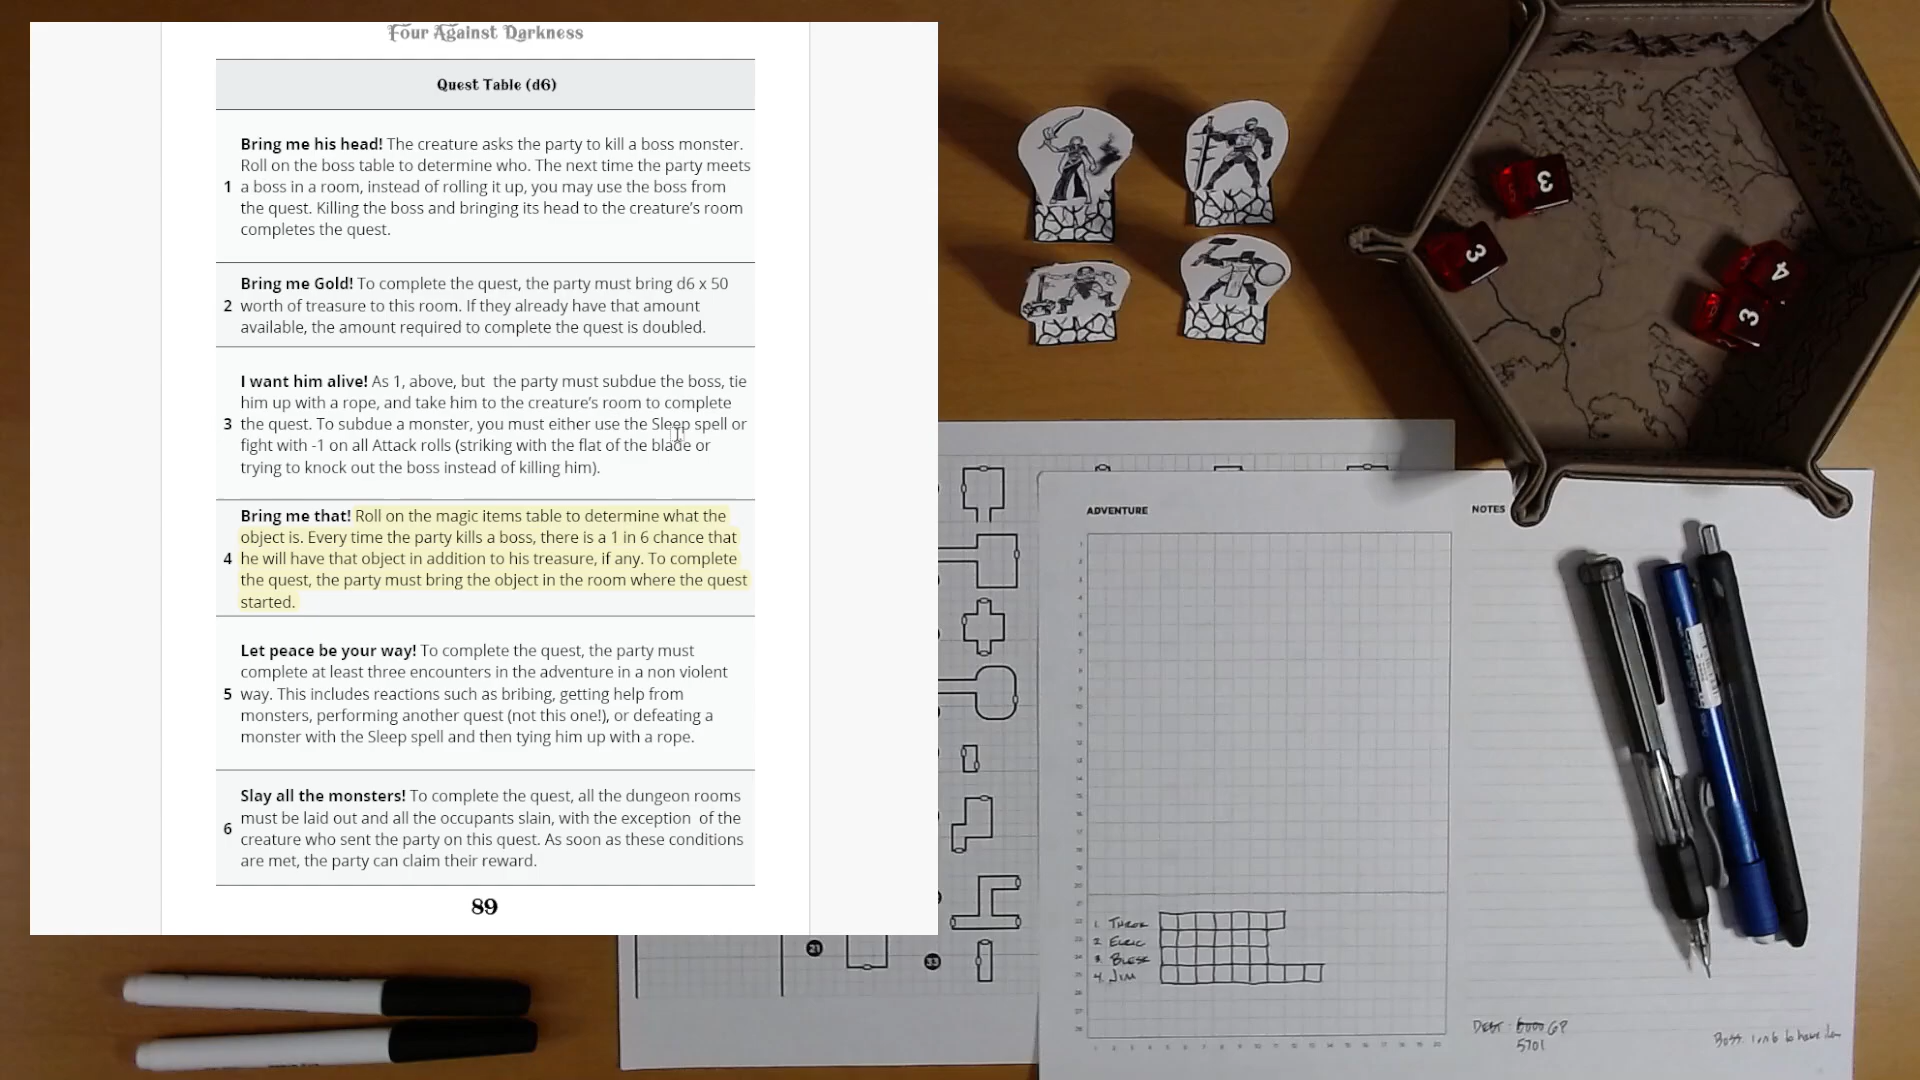 Four Against Darkness
Quest Table (d6)
1 Bring me his head! The creature asks the party to kill a boss monster.
Roll on the boss table to determine who. The next time the party meets
a boss in a room, instead of rolling it up, you may use the boss from
the quest. Killing the boss and bringing its head to the creature's room
completes the quest.
2 Bring me Gold! To complete the quest, the party must bring d6 x 50
worth of treasure to this room. If they already have that amount
available, the amount required to complete the quest is doubled.
3 I want him alive! As 1, above, but the party must subdue the boss, tie
him up with a rope, and take him to the creature's room to complete
the quest. To subdue a monster, you must either use the Sleep spell or
fight with -1 on all Attack rolls (striking with the flat of the blade or
trying to knock out the boss instead of killing him).
4 Bring me that! Roll on the magic items table to determine what the
object is. Every time the party kills a boss, there is a 1 in 6 chance that
he will have that object in addition to his treasure, if any. To complete
the quest, the party must bring the object in the room where the quest
started.
5 Let peace be your way! To complete the quest, the party must
complete at least three encounters in the adventure in a non violent
way. This includes reactions such as bribing, getting help from
monsters, performing another quest (not this one!), or defeating a
monster with the Sleep spell and then tying him up with a rope.
6 Slay all the monsters! To complete the quest, all the dungeon rooms
must be laid out and all the occupants slain, with the exception of the
creature who sent the party on this quest. As soon as these conditions
are met, the party can claim their reward.
89
3
3
4
3
21
33
ADVENTURE
NOTES
1. Throk
2. Elric
3. Bless
4. Jim
DEBT - 6000 GP
5701
Boss: 1 in 6 to have